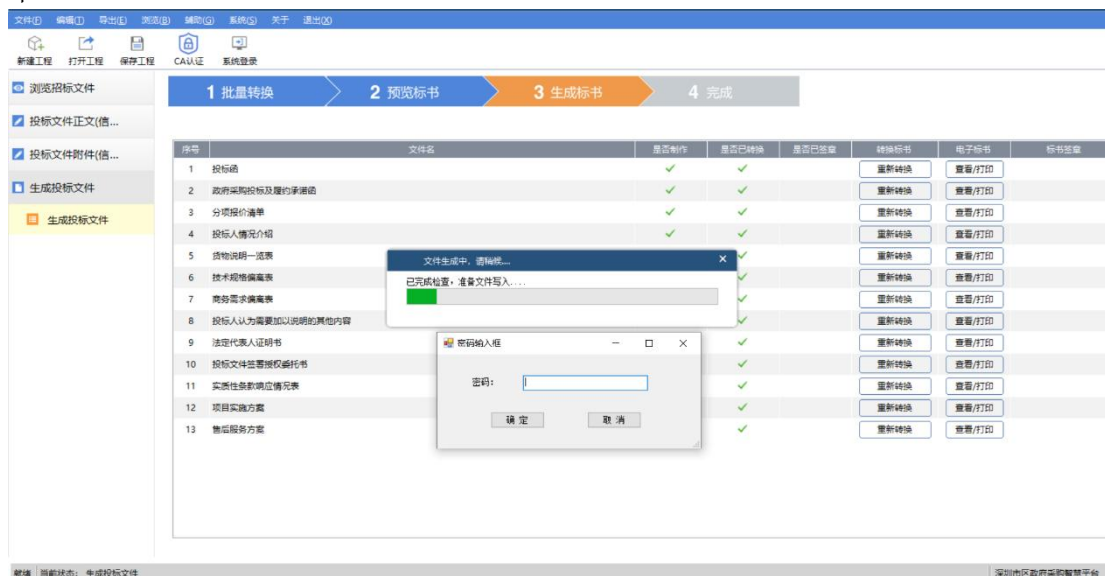 文件(F) 编辑(T) 导出(E) 浏览(B) 辅助(G) 系统(S) 关于 退出(X)
新建工程 打开工程 保存工程 CA认证 系统登录
浏览招标文件
投标文件正文(信...
投标文件附件(信...
生成投标文件
生成投标文件
1 批量转换 2 预览标书 3 生成标书 4 完成
序号 文件名 是否制作 是否已转换 是否已签章 转换标书 电子标书 标书签章
1 投标函 重新转换 查看/打印
2 政府采购投标及履约承诺函 重新转换 查看/打印
3 分项报价清单 重新转换 查看/打印
4 投标人情况介绍 重新转换 查看/打印
5 货物说明一览表 重新转换 查看/打印
6 技术规格偏离表 重新转换 查看/打印
7 商务需求偏离表 重新转换 查看/打印
8 投标人认为需要加以说明的其他内容 重新转换 查看/打印
9 法定代表人证明书 重新转换 查看/打印
10 投标文件签署授权委托书 重新转换 查看/打印
11 实质性条款响应情况表 重新转换 查看/打印
12 项目实施方案 重新转换 查看/打印
13 售后服务方案 重新转换 查看/打印
文件生成中，请稍候....
已完成检查，准备文件写入....
密码输入框
密码：
确 定 取 消
就绪 当前状态： 生成投标文件 深圳市区政府采购智慧平台